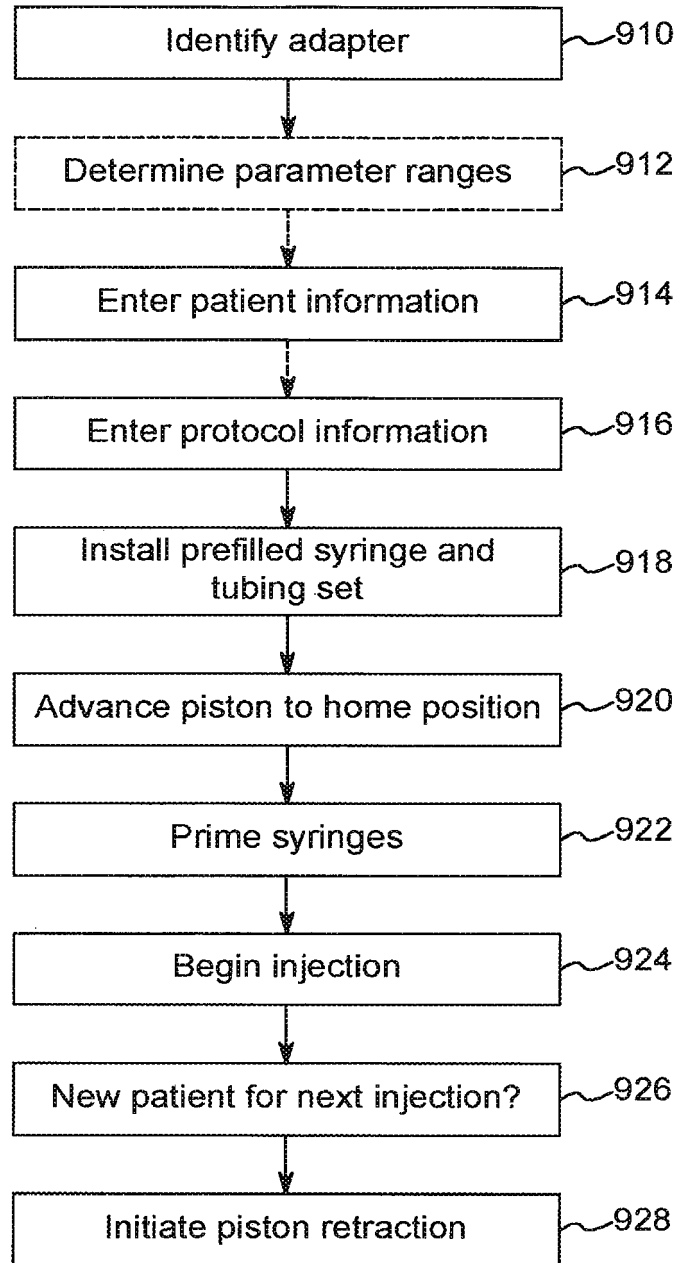 Identify adapter
910
Determine parameter ranges
912
Enter patient information
914
Enter protocol information
916
Install prefilled syringe and
tubing set
918
Advance piston to home position
920
Prime syringes
922
Begin injection
924
New patient for next injection?
926
Initiate piston retraction
928